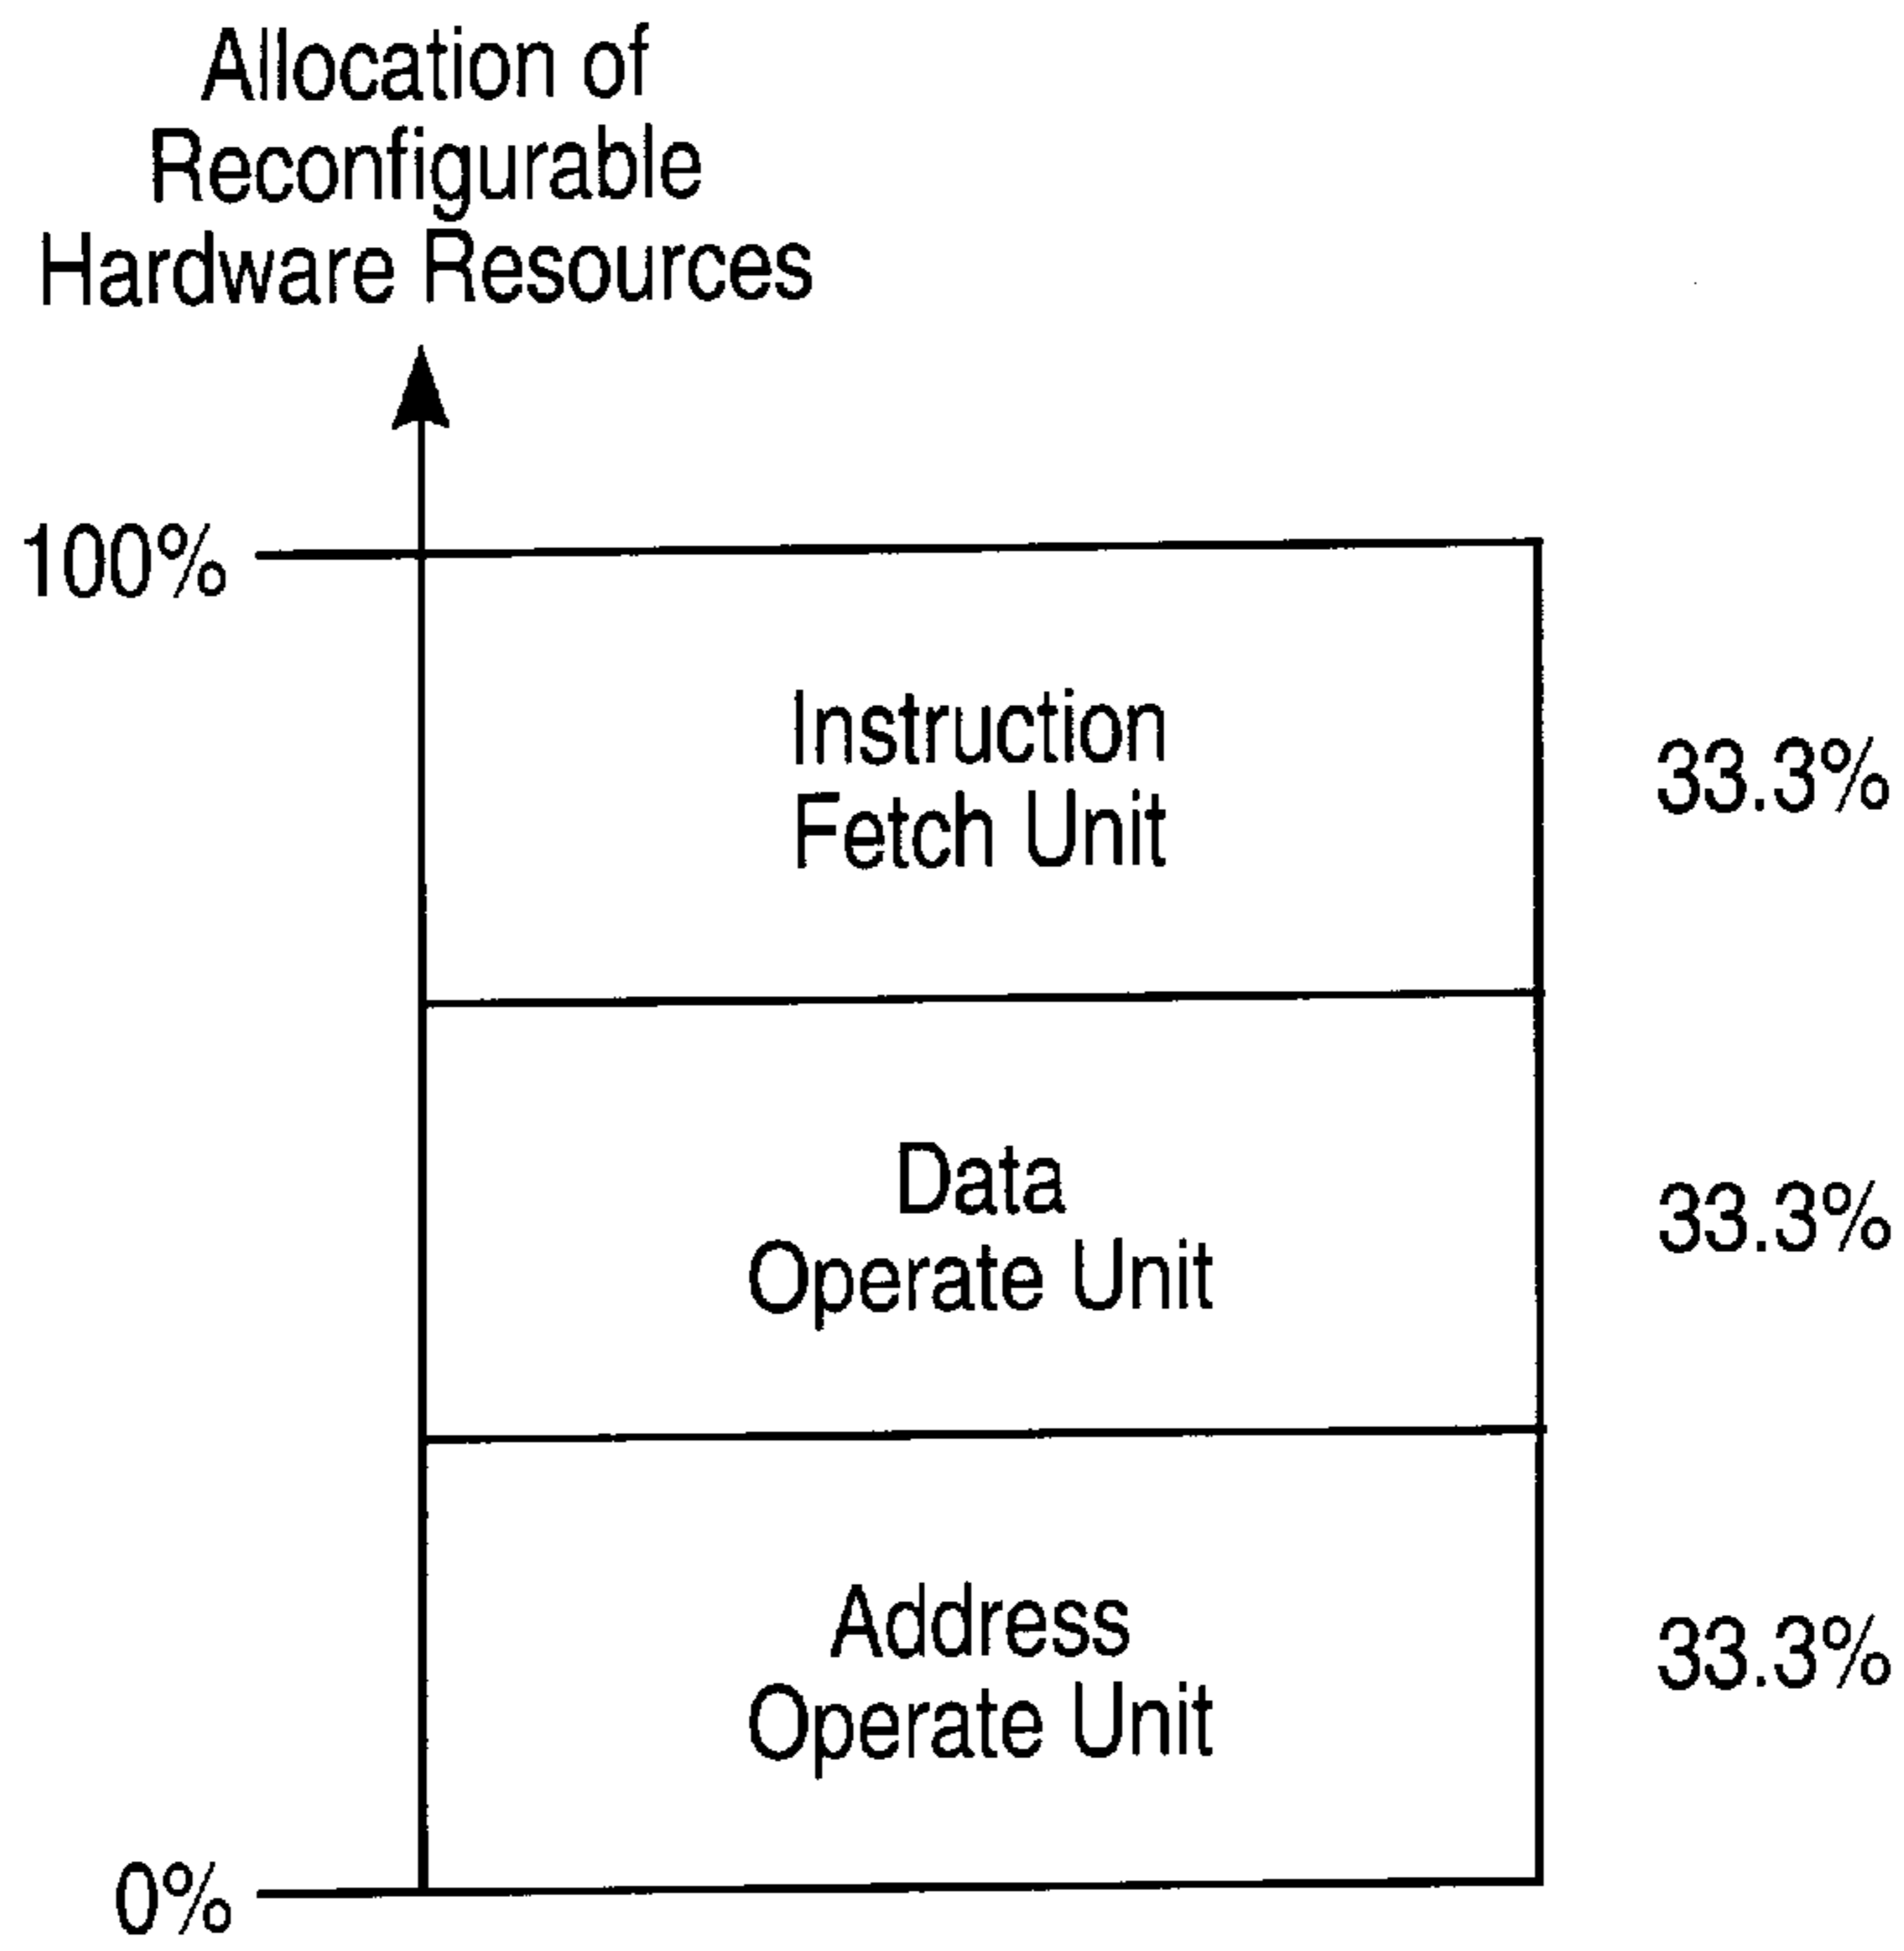 Allocation of
Reconfigurable
Hardware Resources
100%
Instruction
Fetch Unit
33.3%
Data
Operate Unit
33.3%
Address
Operate Unit
33.3%
0%